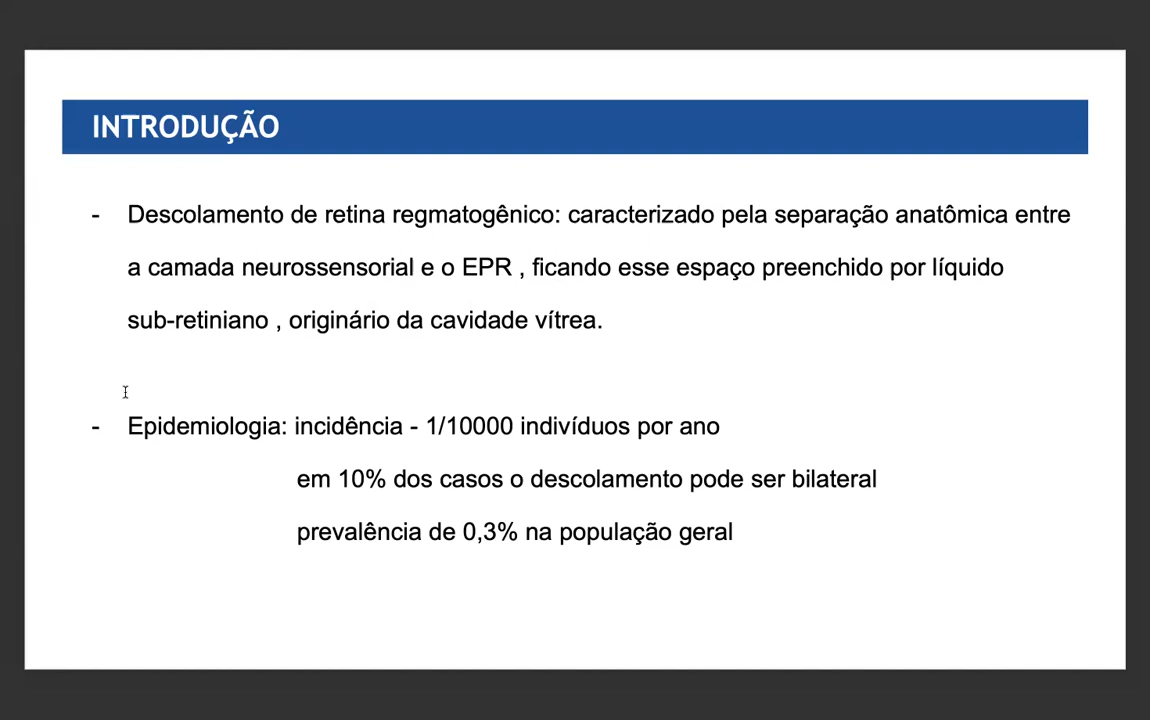 INTRODUÇÃO
- Descolamento de retina regmatogênico: caracterizado pela separação anatômica entre
a camada neurossensorial e o EPR , ficando esse espaço preenchido por líquido
sub-retiniano , originário da cavidade vítrea.
- Epidemiologia: incidência - 1/10000 indivíduos por ano
em 10% dos casos o descolamento pode ser bilateral
prevalência de 0,3% na população geral